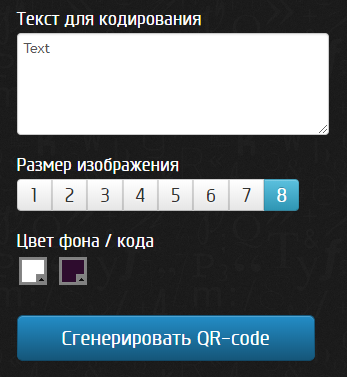 Текст для кодирования
Text
Размер изображения
1 2 3 4 5 6 7 8
Цвет фона / кода
Сгенерировать QR-code